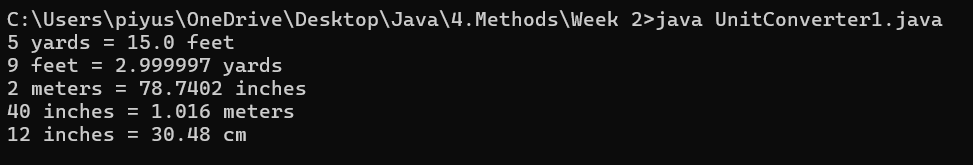 C:\Users\piyus\OneDrive\Desktop\Java\4.Methods\Week 2>java UnitConverter1.java
5 yards = 15.0 feet
9 feet = 2.999997 yards
2 meters = 78.7402 inches
40 inches = 1.016 meters
12 inches = 30.48 cm